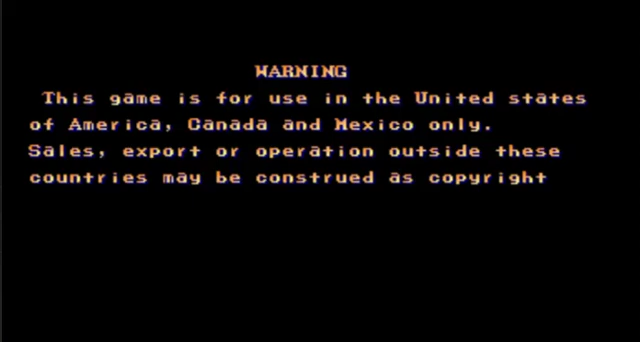 WARNING
This game is for use in the United states
of America, Canada and Mexico only.
Sales, export or operation outside these
countries may be construed as copyright